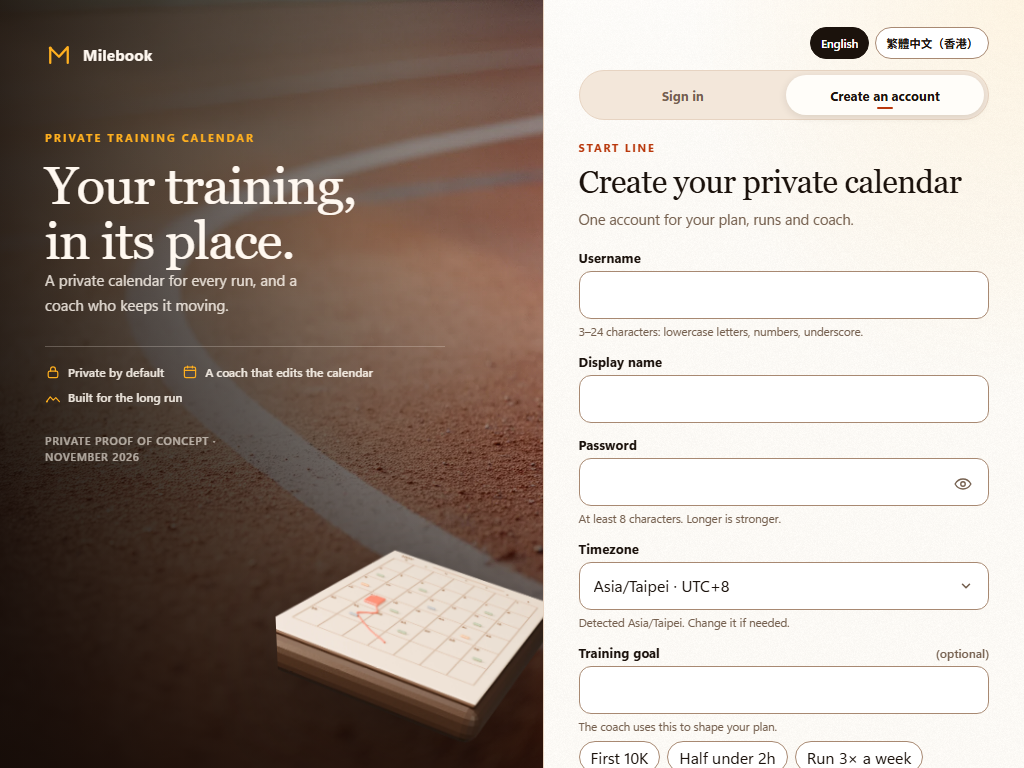 Milebook
PRIVATE TRAINING CALENDAR
Your training,
in its place.
A private calendar for every run, and a
coach who keeps it moving.
Private by default
A coach that edits the calendar
Built for the long run
PRIVATE PROOF OF CONCEPT ·
NOVEMBER 2026
English
繁體中文（香港）
Sign in
Create an account
START LINE
Create your private calendar
One account for your plan, runs and coach.
Username
3–24 characters: lowercase letters, numbers, underscore.
Display name
Password
At least 8 characters. Longer is stronger.
Timezone
Asia/Taipei · UTC+8
Detected Asia/Taipei. Change it if needed.
Training goal
(optional)
The coach uses this to shape your plan.
First 10K
Half under 2h
Run 3× a week